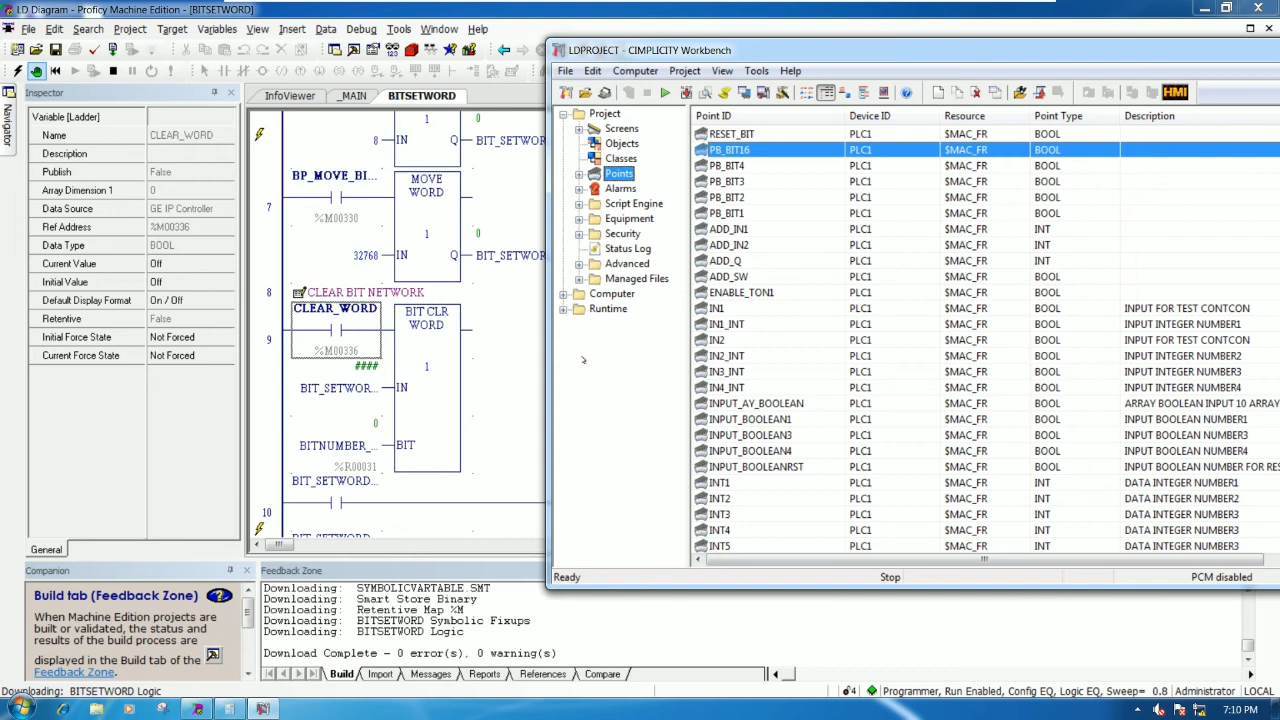 LD Diagram - Proficy Machine Edition - [BITSETWORD]
File Edit Search Project Target Variables View Insert Data Debug Tools Window Help
Inspector
Navigator
Variable [Ladder]
Name CLEAR_WORD
Description
Publish False
Array Dimension 1 0
Data Source GE IP Controller
Ref Address %M00336
Data Type BOOL
Current Value Off
Initial Value Off
Default Display Format On / Off
Retentive False
Initial Force State Not Forced
Current Force State Not Forced
General
InfoViewer _MAIN BITSETWORD
1 0
8 IN Q BIT_SETWO
BP_MOVE_BI... MOVE
WORD
7
%M00330
1 0
32768 IN Q BIT_SETWO
8 CLEAR BIT NETWORK
CLEAR_WORD BIT CLR
WORD
9
%M00336
####
1
BIT_SETWOR... IN
0
BITNUMBER_... BIT
%R00031
BIT_SETWORD...
10
LDPROJECT - CIMPLICITY Workbench
File Edit Computer Project View Tools Help
HMI
Project
Screens
Objects
Classes
Points
Alarms
Script Engine
Equipment
Security
Status Log
Advanced
Managed Files
Computer
Runtime
Point ID Device ID Resource Point Type Description
RESET_BIT PLC1 $MAC_FR BOOL
PB_BIT16 PLC1 $MAC_FR BOOL
PB_BIT4 PLC1 $MAC_FR BOOL
PB_BIT3 PLC1 $MAC_FR BOOL
PB_BIT2 PLC1 $MAC_FR BOOL
PB_BIT1 PLC1 $MAC_FR BOOL
ADD_IN1 PLC1 $MAC_FR INT
ADD_IN2 PLC1 $MAC_FR INT
ADD_Q PLC1 $MAC_FR INT
ADD_SW PLC1 $MAC_FR BOOL
ENABLE_TON1 PLC1 $MAC_FR BOOL
IN1 PLC1 $MAC_FR BOOL INPUT FOR TEST CONTCON
IN1_INT PLC1 $MAC_FR BOOL INPUT INTEGER NUMBER1
IN2 PLC1 $MAC_FR BOOL INPUT FOR TEST CONTCON
IN2_INT PLC1 $MAC_FR BOOL INPUT INTEGER NUMBER2
IN3_INT PLC1 $MAC_FR BOOL INPUT INTEGER NUMBER3
IN4_INT PLC1 $MAC_FR BOOL INPUT INTEGER NUMBER4
INPUT_AY_BOOLEAN PLC1 $MAC_FR BOOL ARRAY BOOLEAN INPUT 10 ARRAY
INPUT_BOOLEAN1 PLC1 $MAC_FR BOOL INPUT BOOLEAN NUMBER1
INPUT_BOOLEAN3 PLC1 $MAC_FR BOOL INPUT BOOLEAN NUMBER3
INPUT_BOOLEAN4 PLC1 $MAC_FR BOOL INPUT BOOLEAN NUMBER4
INPUT_BOOLEANRST PLC1 $MAC_FR BOOL INPUT BOOLEAN NUMBER FOR RES
INT1 PLC1 $MAC_FR INT DATA INTEGER NUMBER1
INT2 PLC1 $MAC_FR INT DATA INTEGER NUMBER2
INT3 PLC1 $MAC_FR INT DATA INTEGER NUMBER3
INT4 PLC1 $MAC_FR INT DATA INTEGER NUMBER3
INT5 PLC1 $MAC_FR INT DATA INTEGER NUMBER3
Ready Stop PCM disabled
Companion
Build tab (Feedback Zone)
When Machine Edition projects are
built or validated, the status and
results of the build process are
displayed in the Build tab of the
Feedback Zone.
Feedback Zone
Downloading: SYMBOLICVARTABLE.SMT
Downloading: Smart Store Binary
Downloading: Retentive Map %M
Downloading: BITSETWORD Symbolic Fixups
Downloading: BITSETWORD Logic
Download Complete - 0 error(s), 0 warning(s)
Build Import Messages Reports References Compare
Downloading: BITSETWORD Logic
4 Programmer, Run Enabled, Config EQ, Logic EQ, Sweep= 0.8 Administrator LOCAL
7:10 PM